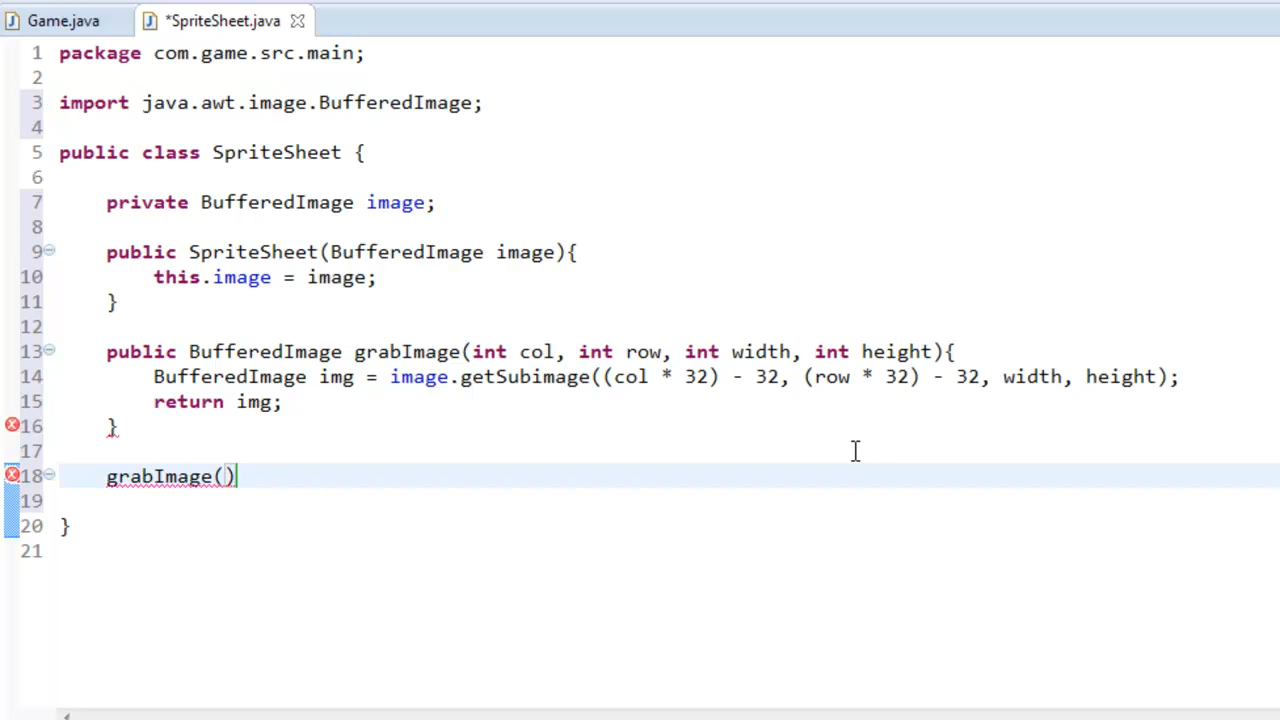 Game.java *SpriteSheet.java
1 package com.game.src.main;
2
3 import java.awt.image.BufferedImage;
4
5 public class SpriteSheet {
6
7 private BufferedImage image;
8
9 public SpriteSheet(BufferedImage image){
10 this.image = image;
11 }
12
13 public BufferedImage grabImage(int col, int row, int width, int height){
14 BufferedImage img = image.getSubimage((col * 32) - 32, (row * 32) - 32, width, height);
15 return img;
16 }
17
18 grabImage()
19
20 }
21